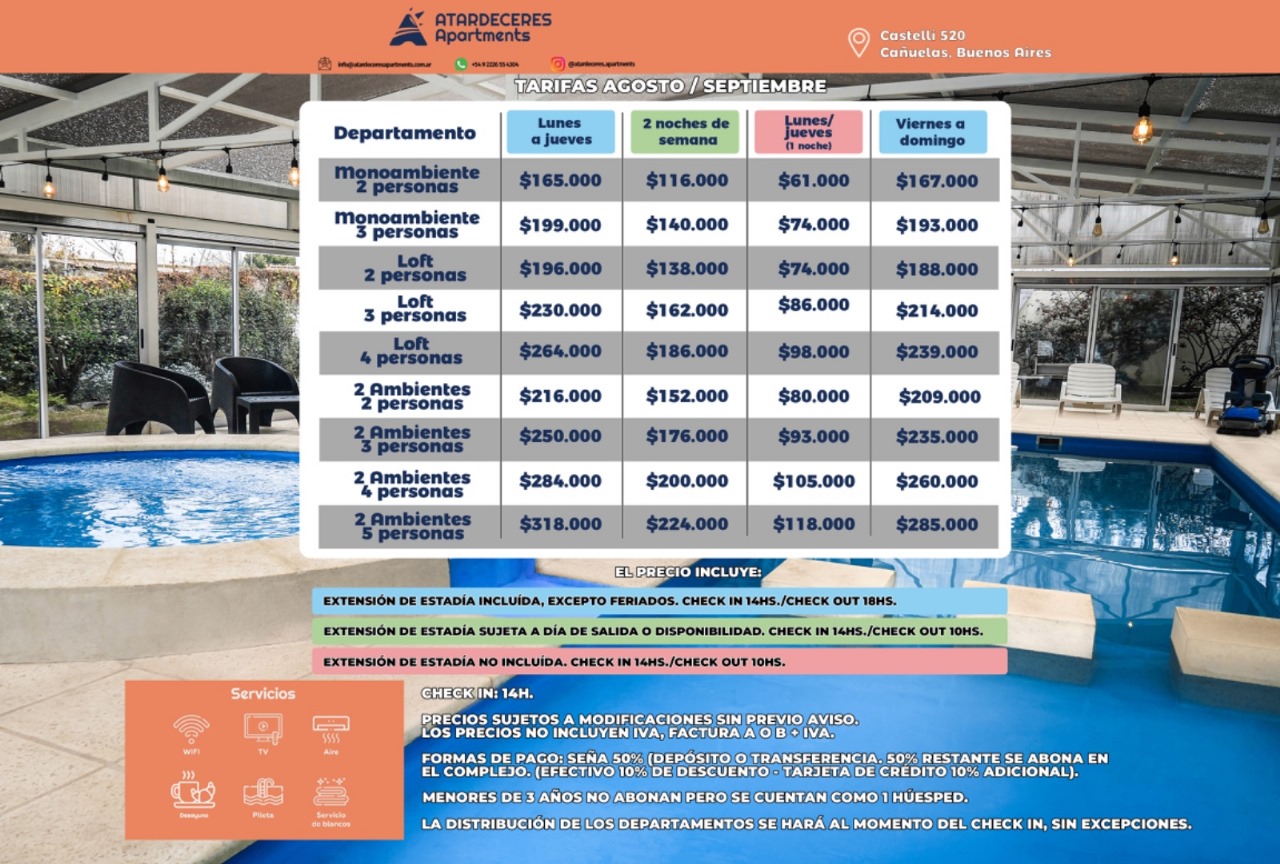 ATARDECERES
Apartments
Castelli 520
Cañuelas, Buenos Aires
info@atardeceresapartments.com.ar
+54 9 2226 55 4204
@atardeceres.apartments
TARIFAS AGOSTO / SEPTIEMBRE
Departamento
Lunes
a jueves
2 noches de
semana
Lunes/
jueves
(1 noche)
Viernes a
domingo
Monoambiente
2 personas
$165.000 $116.000 $61.000 $167.000
Monoambiente
3 personas
$199.000 $140.000 $74.000 $193.000
Loft
2 personas
$196.000 $138.000 $74.000 $188.000
Loft
3 personas
$230.000 $162.000 $86.000 $214.000
Loft
4 personas
$264.000 $186.000 $98.000 $239.000
2 Ambientes
2 personas
$216.000 $152.000 $80.000 $209.000
2 Ambientes
3 personas
$250.000 $176.000 $93.000 $235.000
2 Ambientes
4 personas
$284.000 $200.000 $105.000 $260.000
2 Ambientes
5 personas
$318.000 $224.000 $118.000 $285.000
EL PRECIO INCLUYE:
EXTENSIÓN DE ESTADÍA INCLUÍDA, EXCEPTO FERIADOS. CHECK IN 14HS./CHECK OUT 18HS.
EXTENSIÓN DE ESTADÍA SUJETA A DÍA DE SALIDA O DISPONIBILIDAD. CHECK IN 14HS./CHECK OUT 10HS.
EXTENSIÓN DE ESTADÍA NO INCLUÍDA. CHECK IN 14HS./CHECK OUT 10HS.
Servicios
WIFI TV Aire
Desayuno Pileta Servicio
de blancos
CHECK IN: 14H.
PRECIOS SUJETOS A MODIFICACIONES SIN PREVIO AVISO.
LOS PRECIOS NO INCLUYEN IVA, FACTURA A O B + IVA.
FORMAS DE PAGO: SEÑA 50% (DEPÓSITO O TRANSFERENCIA. 50% RESTANTE SE ABONA EN
EL COMPLEJO. (EFECTIVO 10% DE DESCUENTO - TARJETA DE CRÉDITO 10% ADICIONAL).
MENORES DE 3 AÑOS NO ABONAN PERO SE CUENTAN COMO 1 HÚESPED.
LA DISTRIBUCIÓN DE LOS DEPARTAMENTOS SE HARÁ AL MOMENTO DEL CHECK IN, SIN EXCEPCIONES.